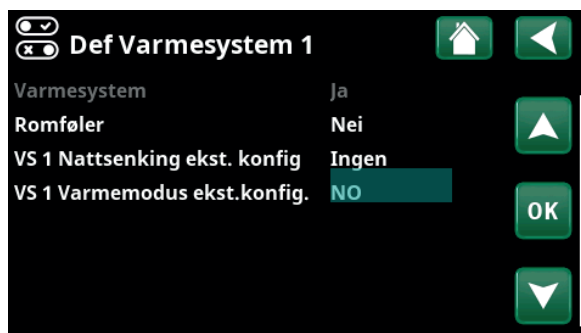 Def Varmesystem 1
Varmesystem Ja
Romføler Nei
VS 1 Nattsenking ekst. konfig Ingen
VS 1 Varmemodus ekst.konfig. NO
OK